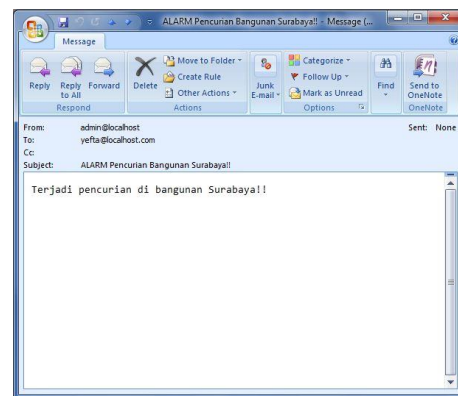 ALARM Pencurian Bangunan Surabaya!! - Message (...
Message
Reply
Reply to All
Forward
Respond
Delete
Move to Folder
Create Rule
Other Actions
Actions
Junk E-mail
Categorize
Follow Up
Mark as Unread
Options
Find
Send to OneNote
OneNote
From: admin@localhost
Sent: None
To: yefta@localhost.com
Cc:
Subject: ALARM Pencurian Bangunan Surabaya!!
Terjadi pencurian di bangunan Surabaya!!